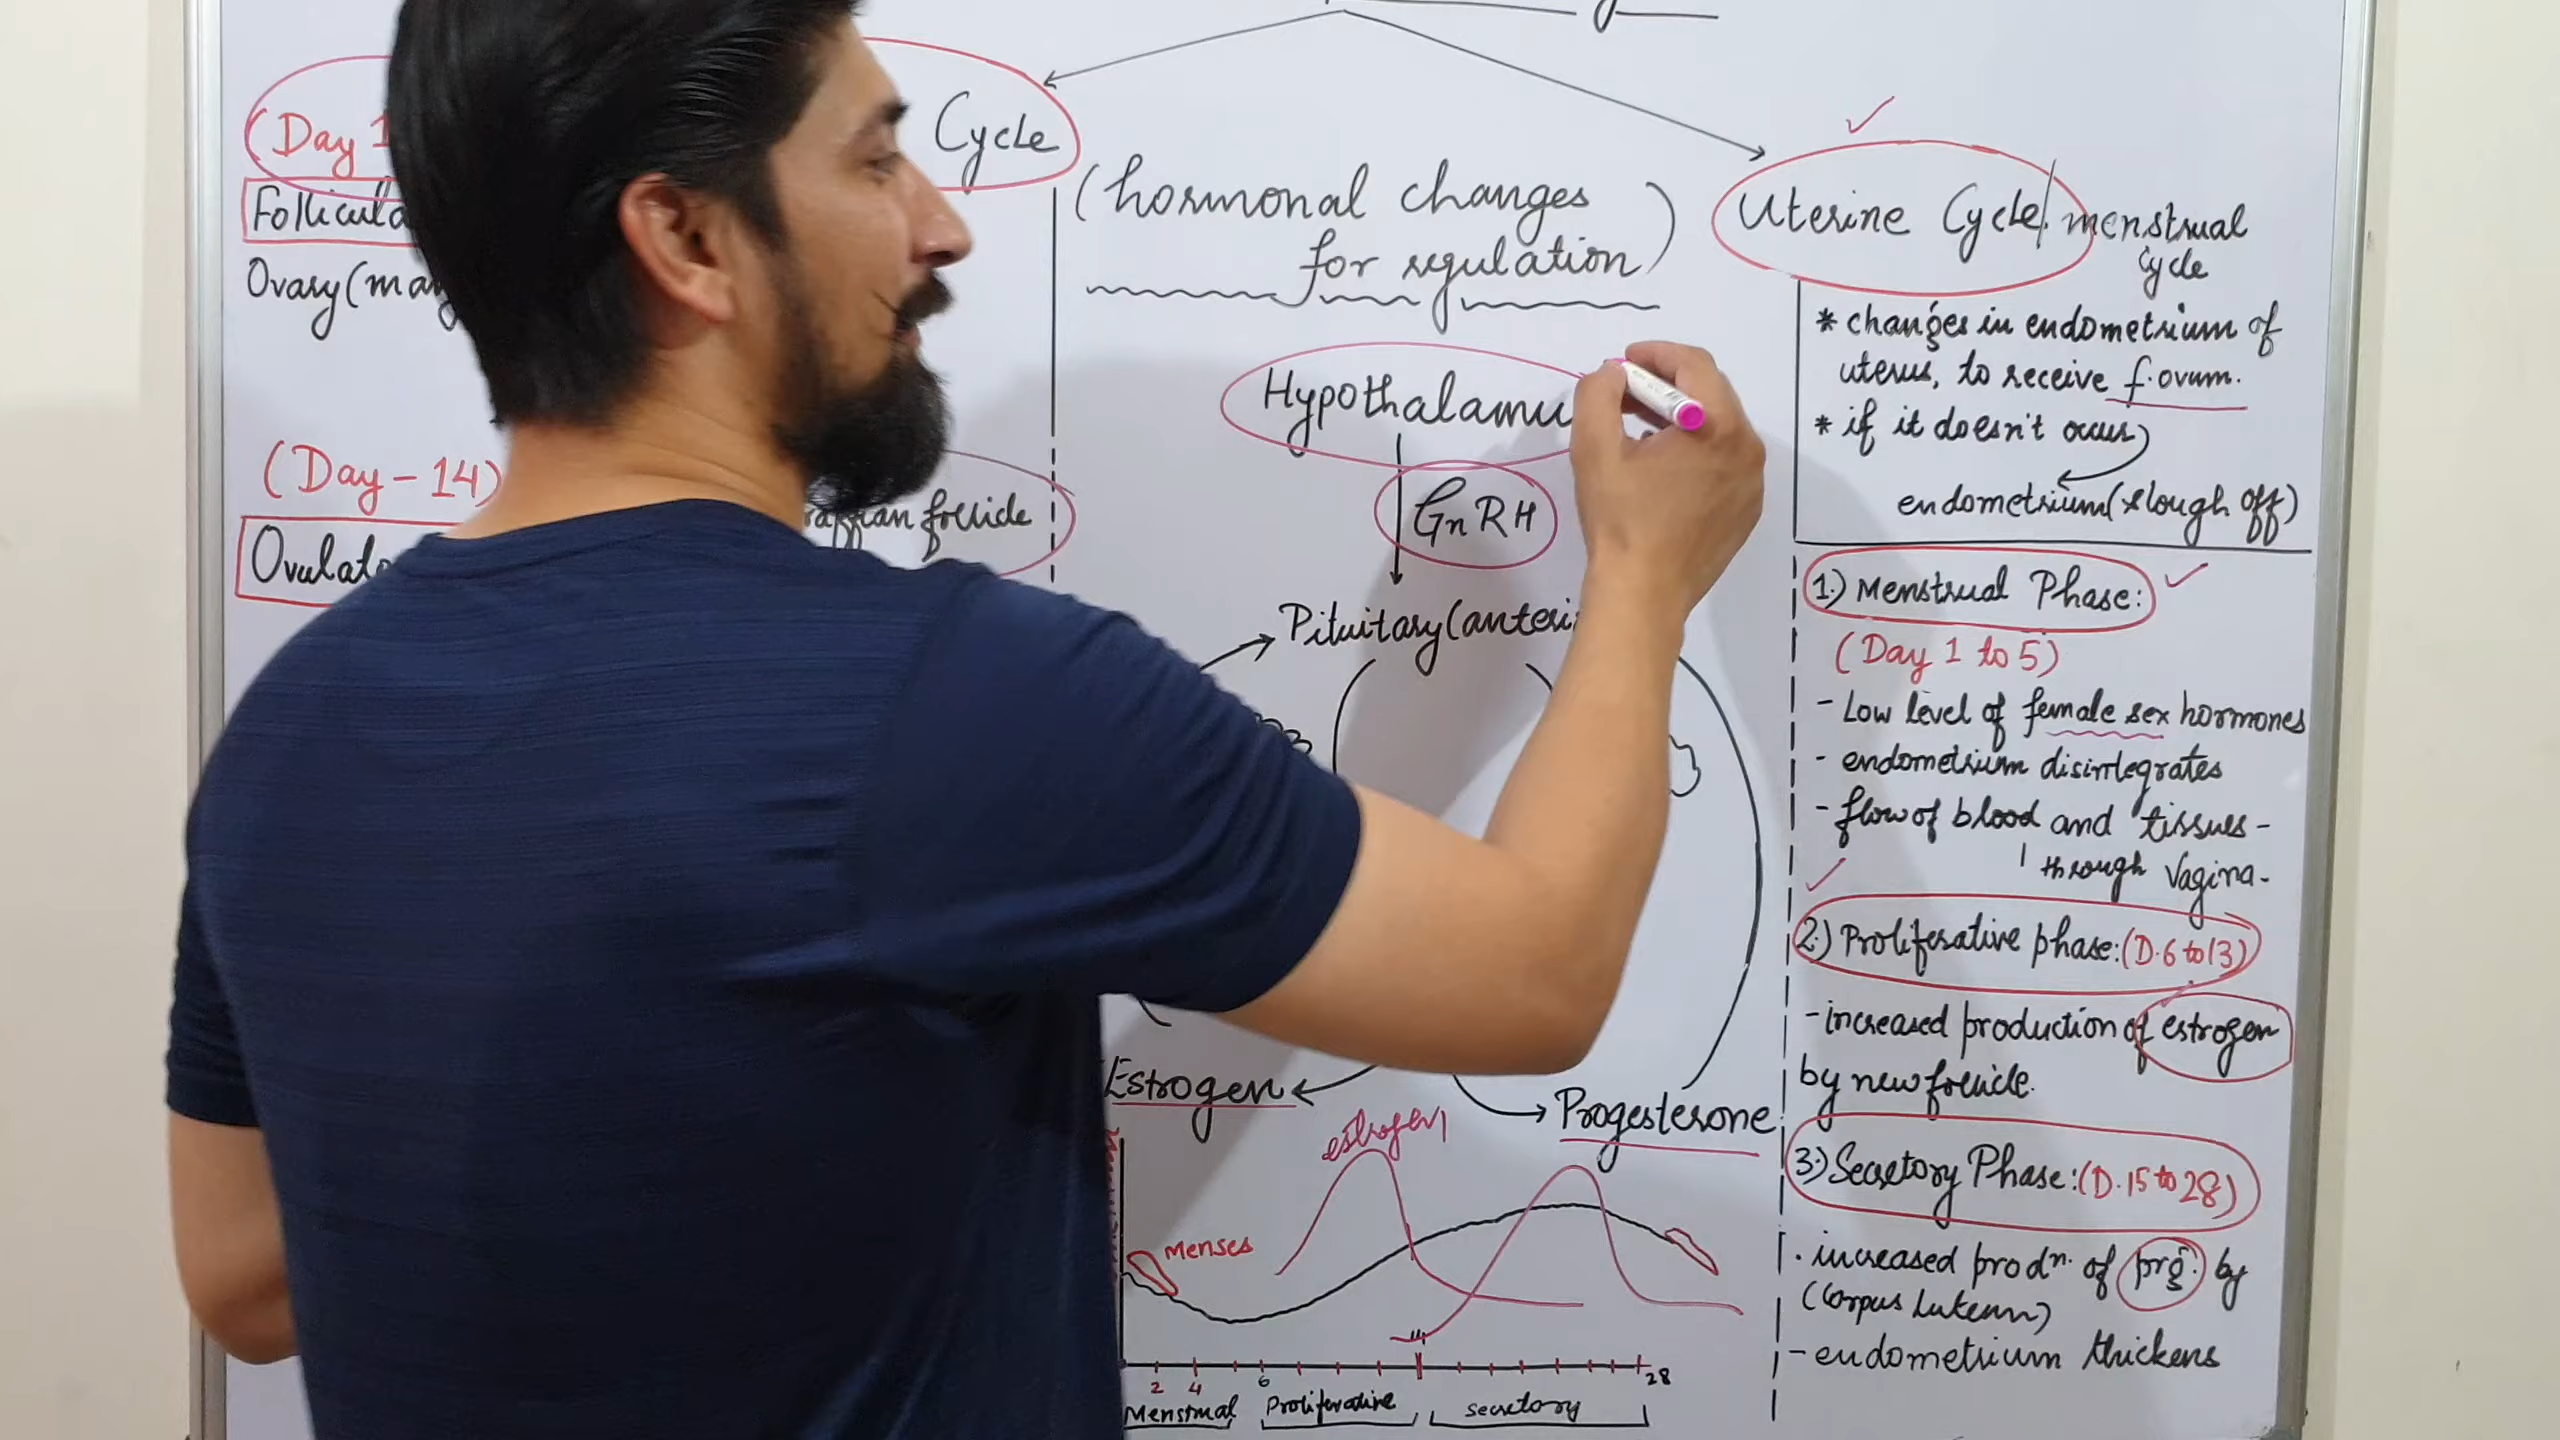 Cycle
(Day 1
Follicula
Ovary(man
(Day - 14)
Graffian follicle
Ovulato
(hormonal changes
for regulation)
Hypothalamu
GnRH
Pituitary(anteri
Estrogen
Progesterone
estrogen
menses
14
2 4 6 28
Menstrual Proliferative secretory
Uterine Cycle/menstrual
Cycle
* changes in endometrium of
uterus, to receive f.ovum.
* if it doesn't occur
endometrium(slough off)
1.) Menstrual Phase:
(Day 1 to 5)
- Low level of female sex hormones
- endometrium disintegrates
- flow of blood and tissues-
through Vagina.
2.) Proliferative phase:(D.6 to 13)
- increased production of estrogen
by new follicle.
3.) Secretory Phase:(D.15 to 28)
. increased prodn. of prg. by
(Corpus Luteum)
- endometrium thickens